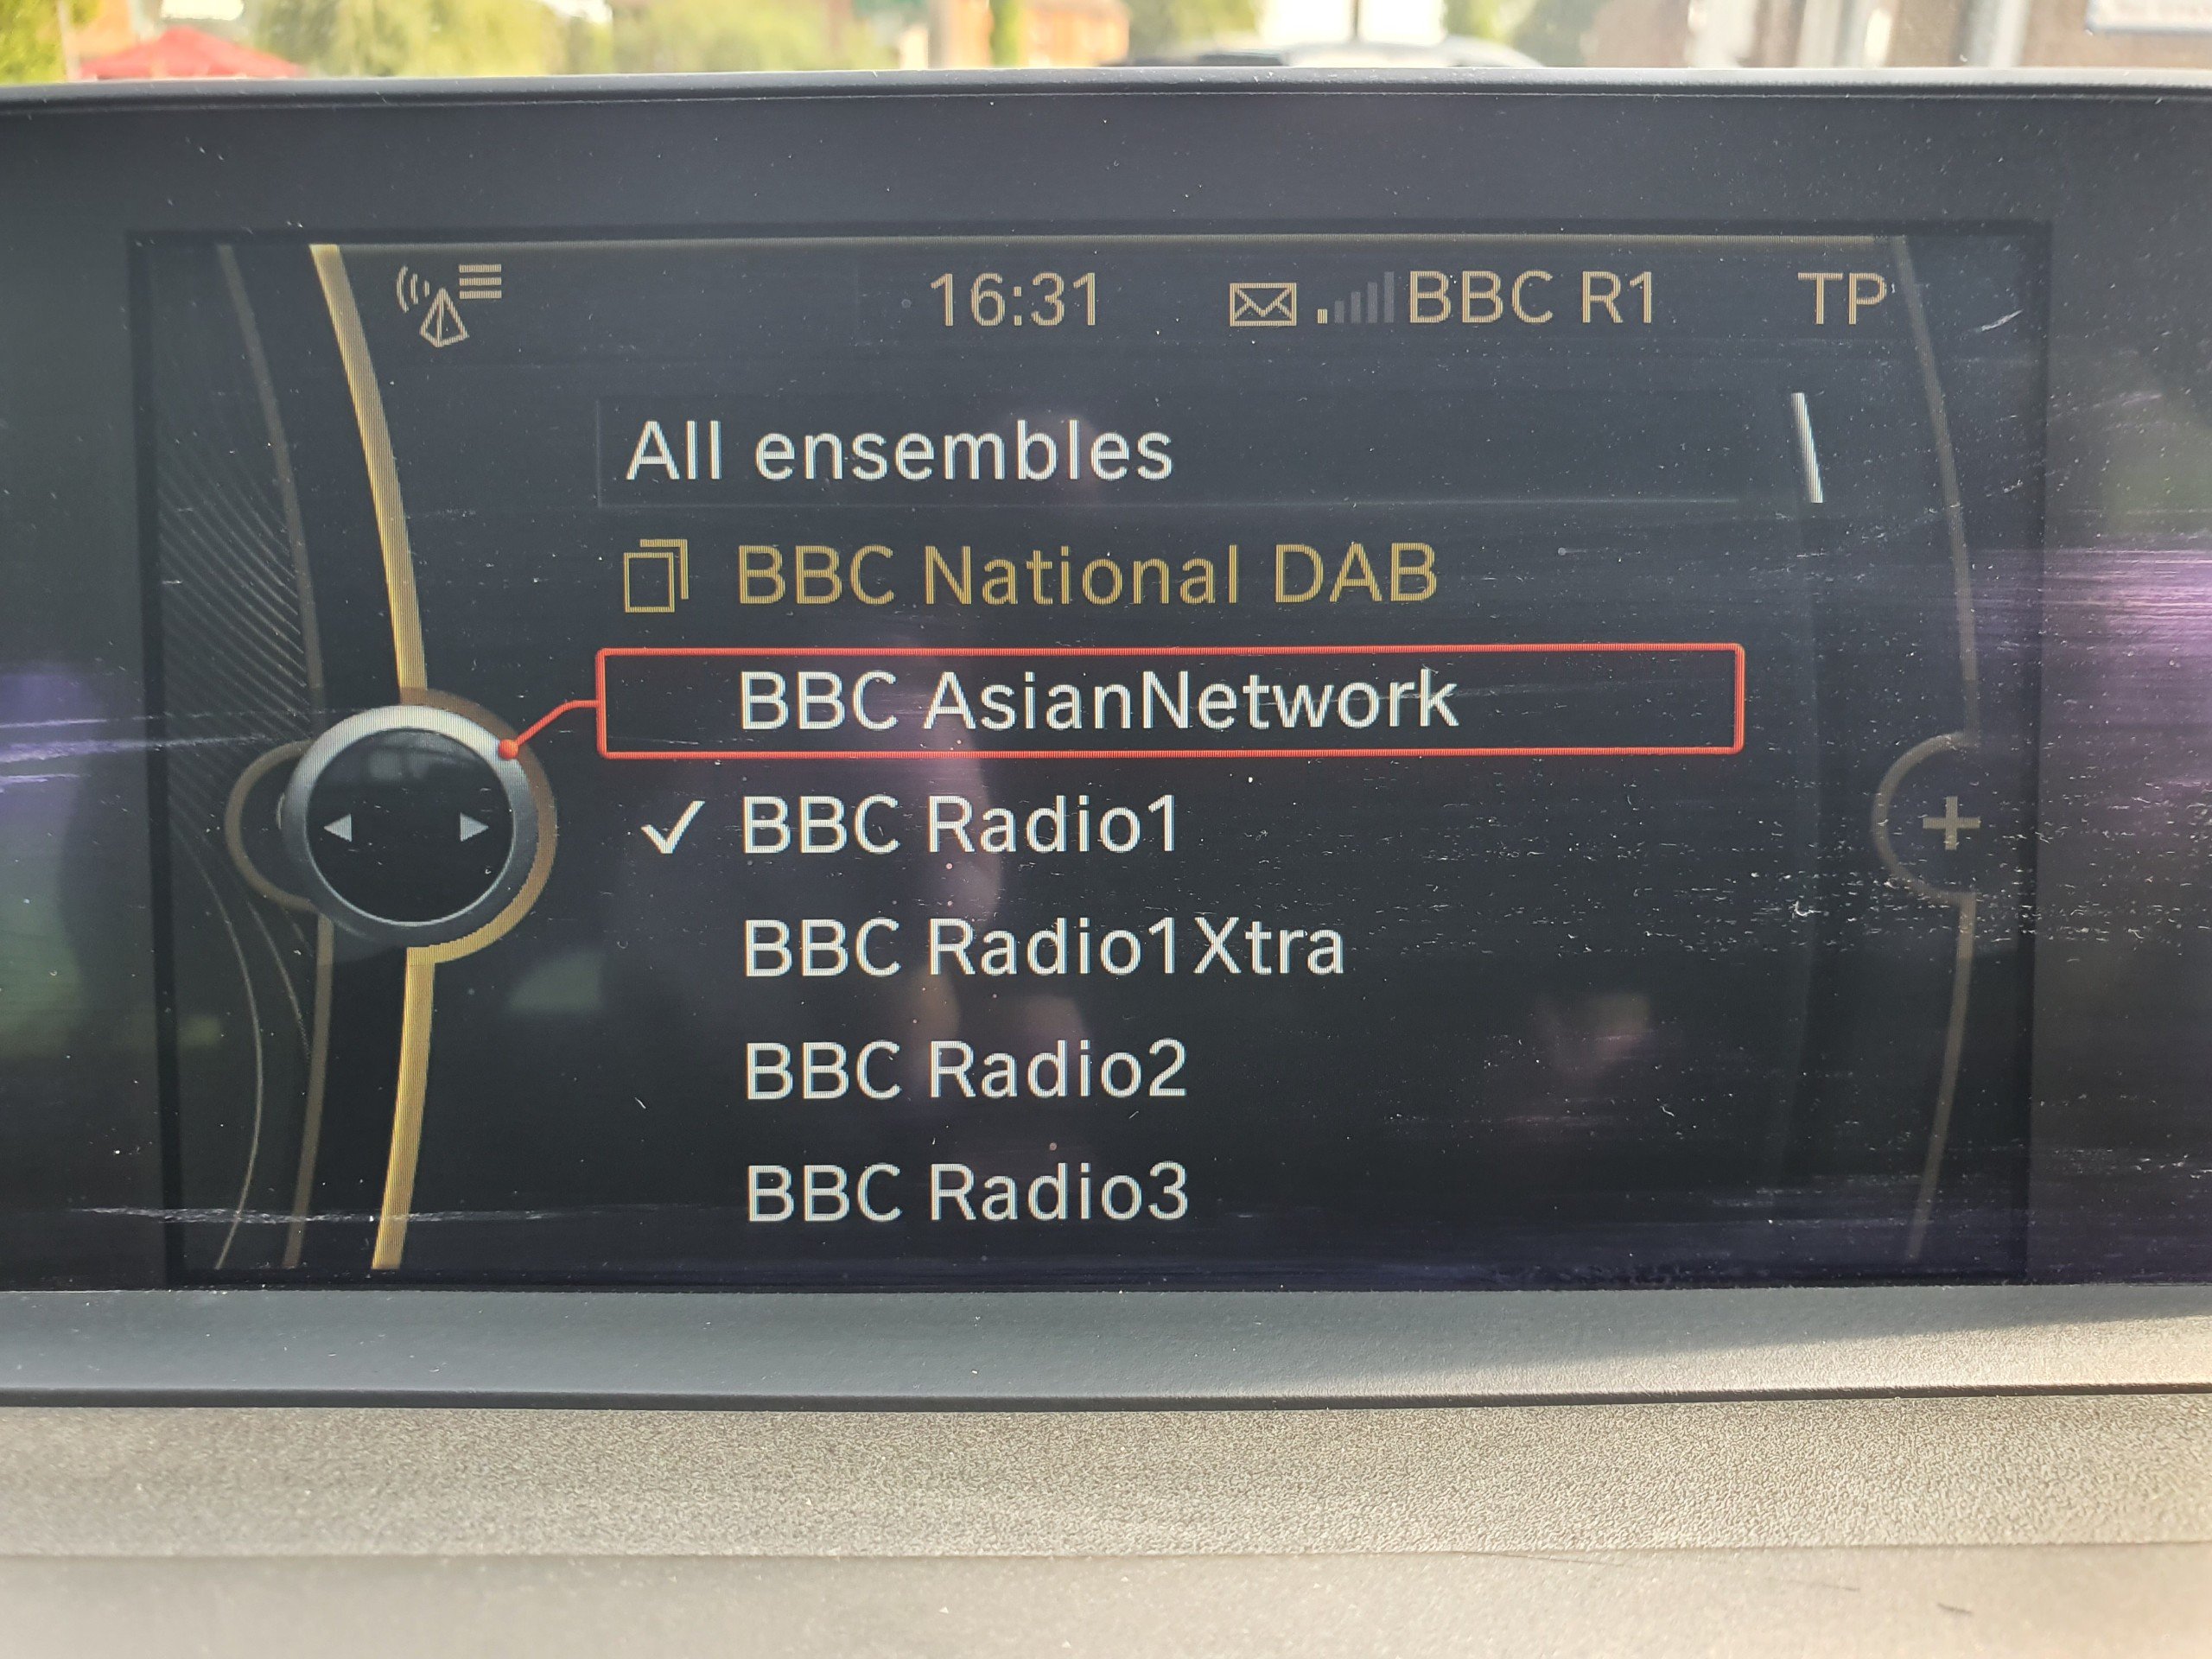 16:31 BBC R1 TP
All ensembles
BBC National DAB
BBC AsianNetwork
BBC Radio1
BBC Radio1Xtra
BBC Radio2
BBC Radio3